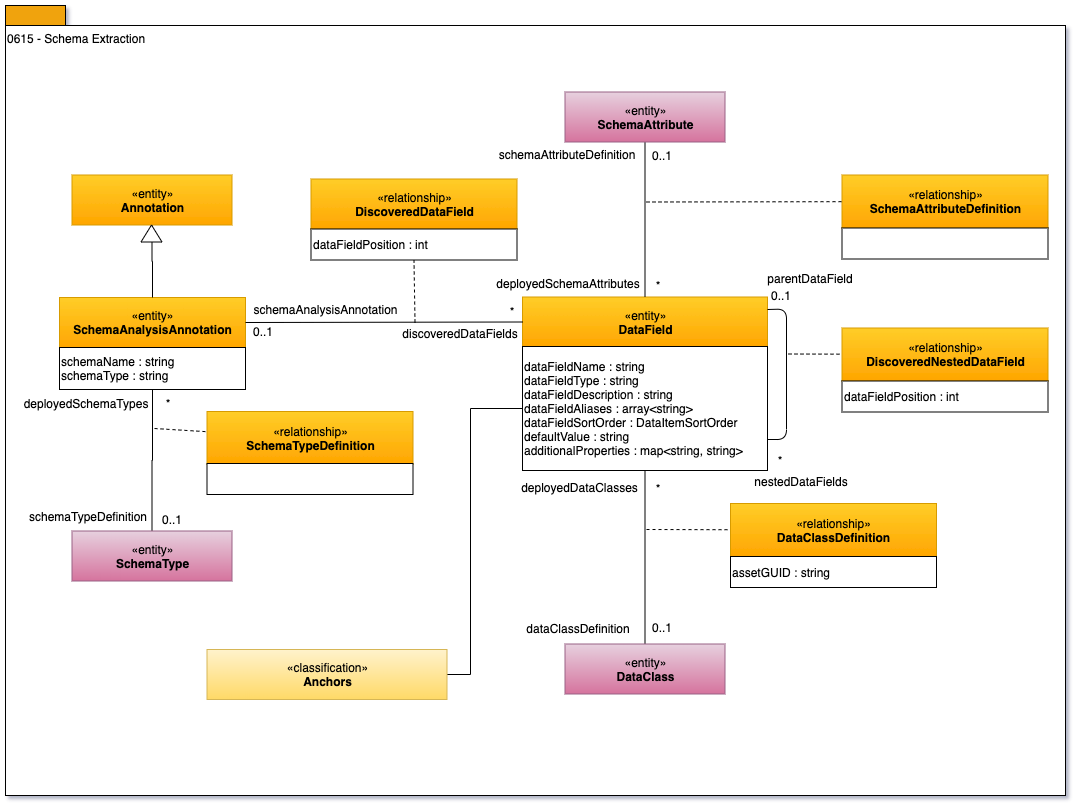 0615 - Schema Extraction
«entity»
SchemaAttribute
schemaAttributeDefinition
0..1
«entity»
Annotation
«relationship»
DiscoveredDataField
dataFieldPosition : int
«relationship»
SchemaAttributeDefinition
deployedSchemaAttributes
*
parentDataField
0..1
«entity»
SchemaAnalysisAnnotation
schemaName : string
schemaType : string
schemaAnalysisAnnotation
0..1
*
discoveredDataFields
«entity»
DataField
dataFieldName : string
dataFieldType : string
dataFieldDescription : string
dataFieldAliases : array<string>
dataFieldSortOrder : DataItemSortOrder
defaultValue : string
additionalProperties : map<string, string>
«relationship»
DiscoveredNestedDataField
dataFieldPosition : int
*
nestedDataFields
deployedSchemaTypes
*
«relationship»
SchemaTypeDefinition
schemaTypeDefinition
0..1
«entity»
SchemaType
deployedDataClasses
*
«relationship»
DataClassDefinition
assetGUID : string
dataClassDefinition
0..1
«entity»
DataClass
«classification»
Anchors